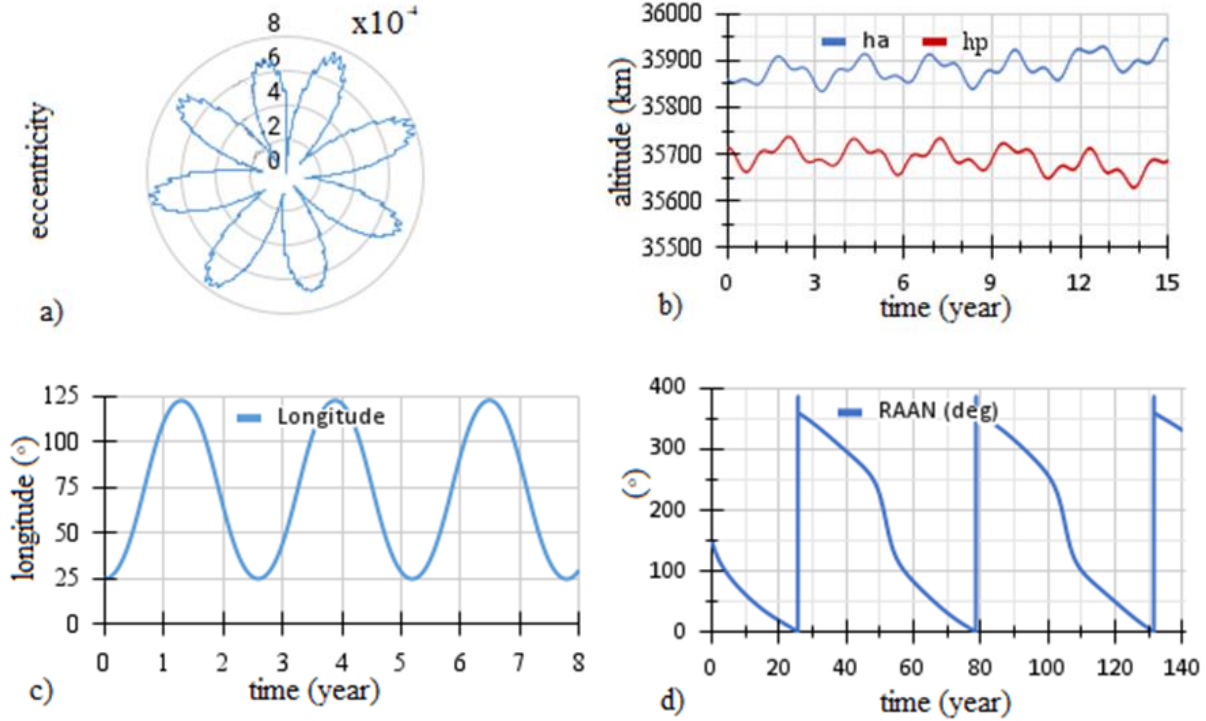 8 x10⁻⁴
6
4
2
0
eccentricity
a)
36000
35900
35800
35700
35600
35500
ha hp
altitude (km)
0 3 6 9 12 15
time (year)
b)
125
100
75
50
25
0
Longitude
longitude (°)
0 1 2 3 4 5 6 7 8
time (year)
c)
400
300
200
100
0
RAAN (deg)
(°)
0 20 40 60 80 100 120 140
time (year)
d)